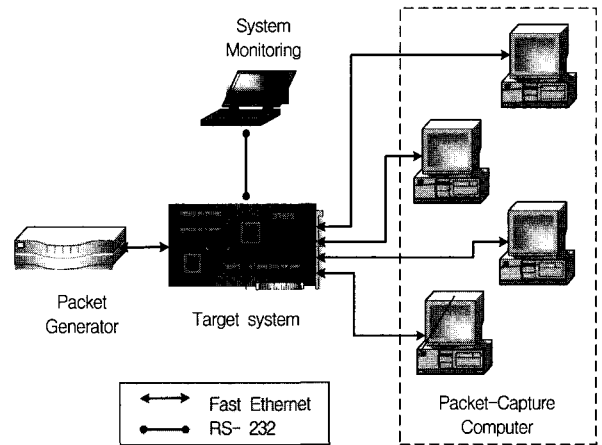 System
Monitoring
Packet
Generator
Target system
Fast Ethernet
RS- 232
Packet-Capture
Computer